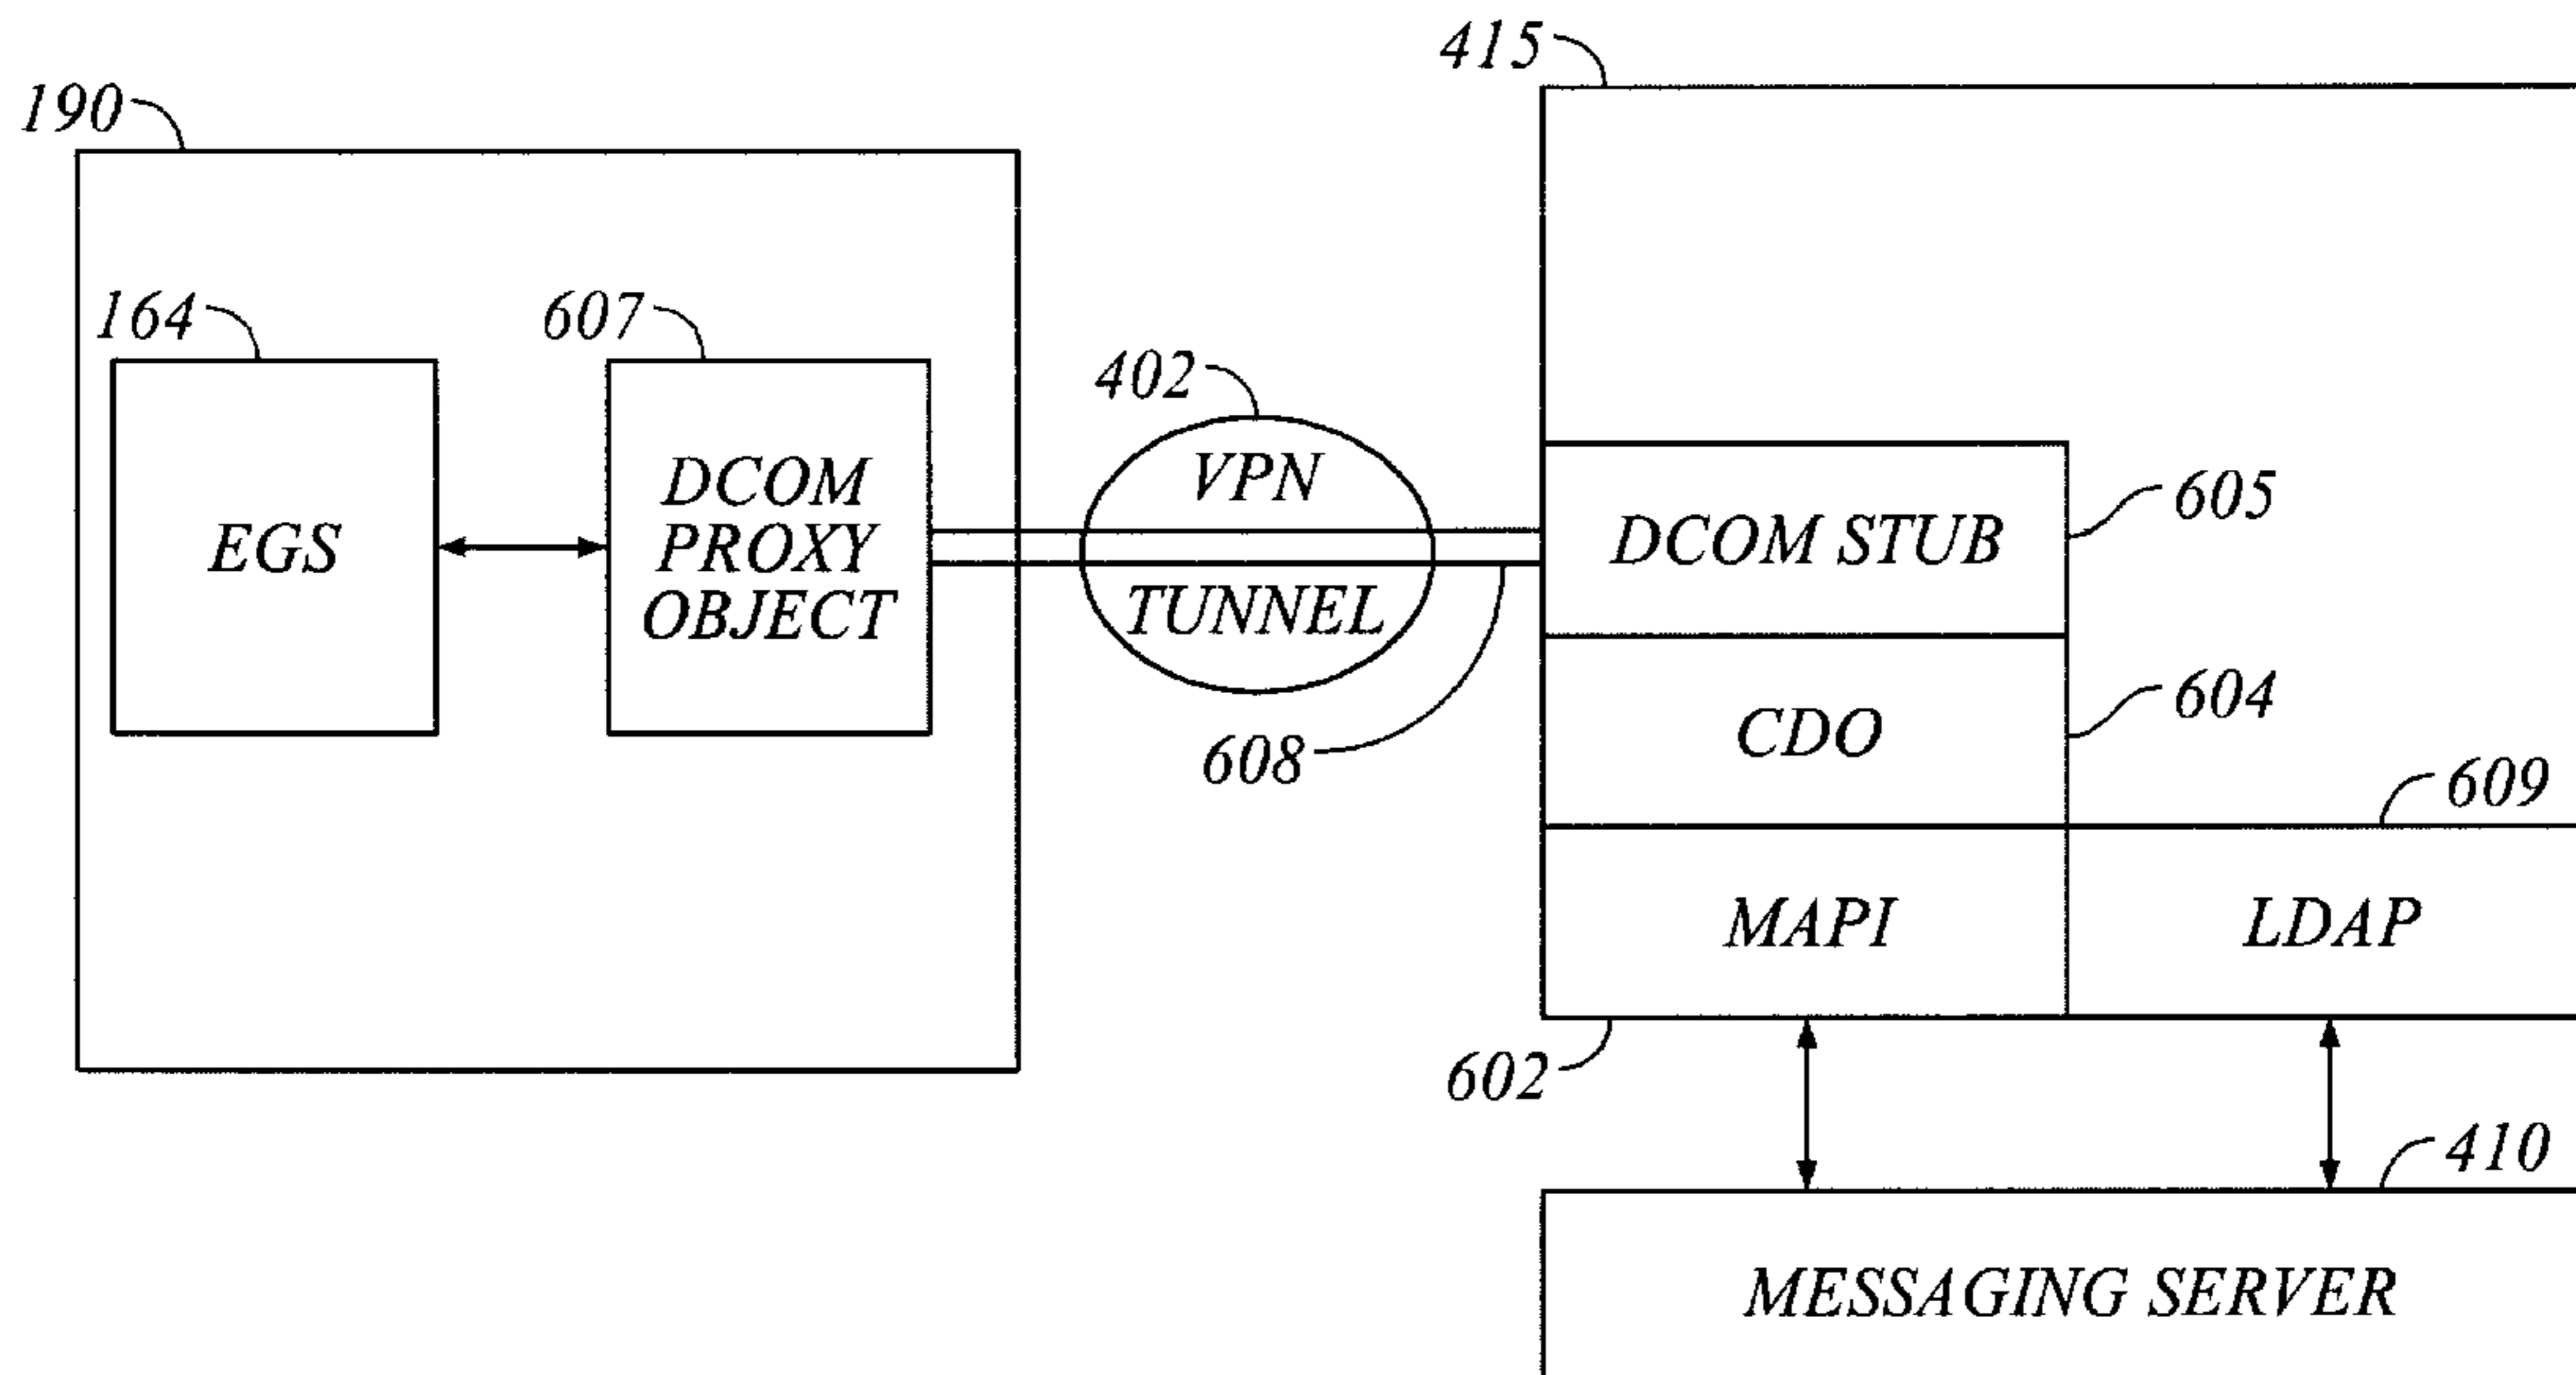 415
190
164
607
402
EGS
DCOM
PROXY
OBJECT
VPN
TUNNEL
608
DCOM STUB
605
CDO
604
609
MAPI
LDAP
602
410
MESSAGING SERVER